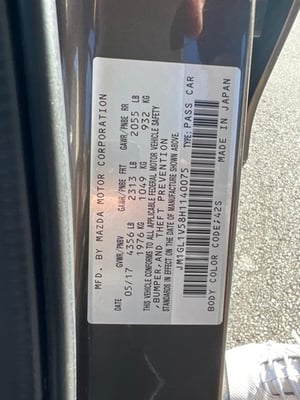 MFD. BY MAZDA MOTOR CORPORATION
DATE GVWR/PNBV GAWR/PNBE FRT GAWR/PNBE RR
05/17 4356 LB 2313 LB 2055 LB
1976 KG 1049 KG 932 KG
THIS VEHICLE CONFORMS TO ALL APPLICABLE FEDERAL MOTOR VEHICLE SAFETY
,BUMPER,AND THEFT PREVENTION
STANDARDS IN EFFECT ON THE DATE OF MANUFACTURE SHOWN ABOVE.
JM1GL1V58H1140075 TYPE:PASS CAR
BODY COLOR CODE;42S MADE IN JAPAN